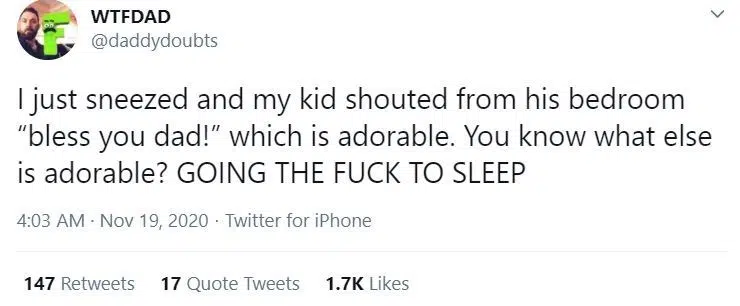 WTFDAD
@daddydoubts
I just sneezed and my kid shouted from his bedroom
“bless you dad!” which is adorable. You know what else
is adorable? GOING THE FUCK TO SLEEP
4:03 AM · Nov 19, 2020 · Twitter for iPhone
147 Retweets 17 Quote Tweets 1.7K Likes